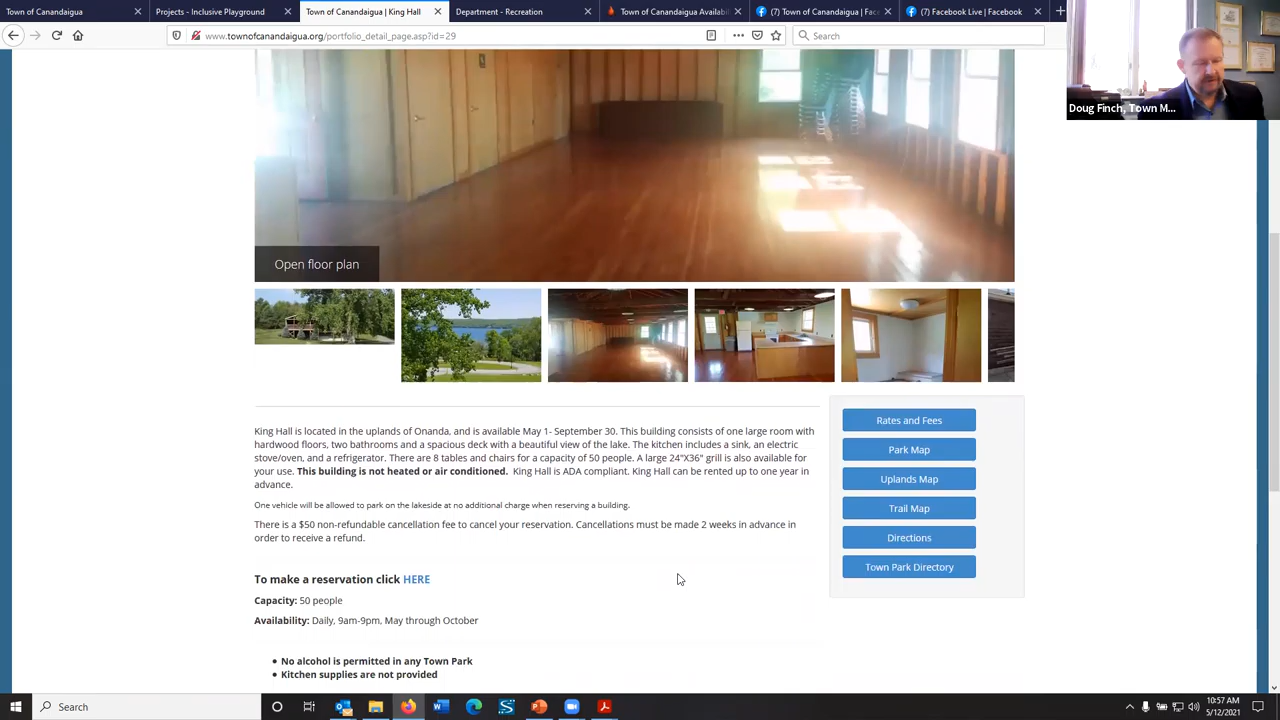 Town of Canandaigua
Projects - Inclusive Playground
Town of Canandaigua | King Hall
Department - Recreation
Town of Canandaigua Availabi
(7) Town of Canandaigua | Fac
(7) Facebook Live | Facebook
www.townofcanandaigua.org/portfolio_detail_page.asp?id=29
Search
Doug Finch, Town M...
Open floor plan
King Hall is located in the uplands of Onanda, and is available May 1- September 30. This building consists of one large room with
hardwood floors, two bathrooms and a spacious deck with a beautiful view of the lake. The kitchen includes a sink, an electric
stove/oven, and a refrigerator. There are 8 tables and chairs for a capacity of 50 people. A large 24"X36" grill is also available for
your use. This building is not heated or air conditioned. King Hall is ADA compliant. King Hall can be rented up to one year in
advance.
One vehicle will be allowed to park on the lakeside at no additional charge when reserving a building.
There is a $50 non-refundable cancellation fee to cancel your reservation. Cancellations must be made 2 weeks in advance in
order to receive a refund.
To make a reservation click HERE
Capacity: 50 people
Availability: Daily, 9am-9pm, May through October
• No alcohol is permitted in any Town Park
• Kitchen supplies are not provided
Rates and Fees
Park Map
Uplands Map
Trail Map
Directions
Town Park Directory
Search
10:57 AM
5/12/2021